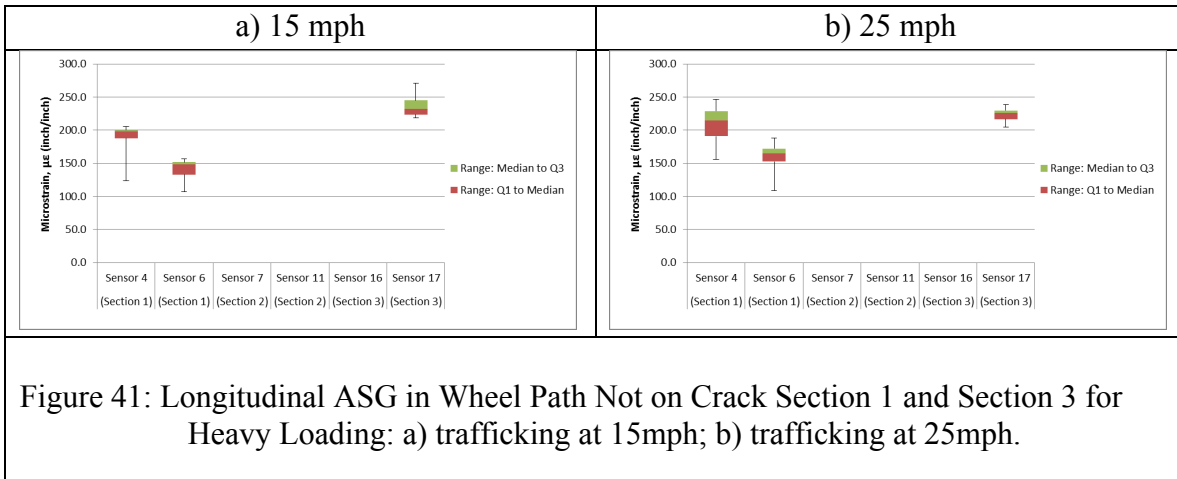 a) 15 mph
b) 25 mph
300.0
250.0
200.0
150.0
100.0
50.0
0.0
Microstrain, με (inch/inch)
Sensor 4 Sensor 6 Sensor 7 Sensor 11 Sensor 16 Sensor 17
(Section 1) (Section 1) (Section 2) (Section 2) (Section 3) (Section 3)
Range: Median to Q3
Range: Q1 to Median
300.0
250.0
200.0
150.0
100.0
50.0
0.0
Microstrain, με (inch/inch)
Sensor 4 Sensor 6 Sensor 7 Sensor 11 Sensor 16 Sensor 17
(Section 1) (Section 1) (Section 2) (Section 2) (Section 3) (Section 3)
Range: Median to Q3
Range: Q1 to Median
Figure 41: Longitudinal ASG in Wheel Path Not on Crack Section 1 and Section 3 for
Heavy Loading: a) trafficking at 15mph; b) trafficking at 25mph.